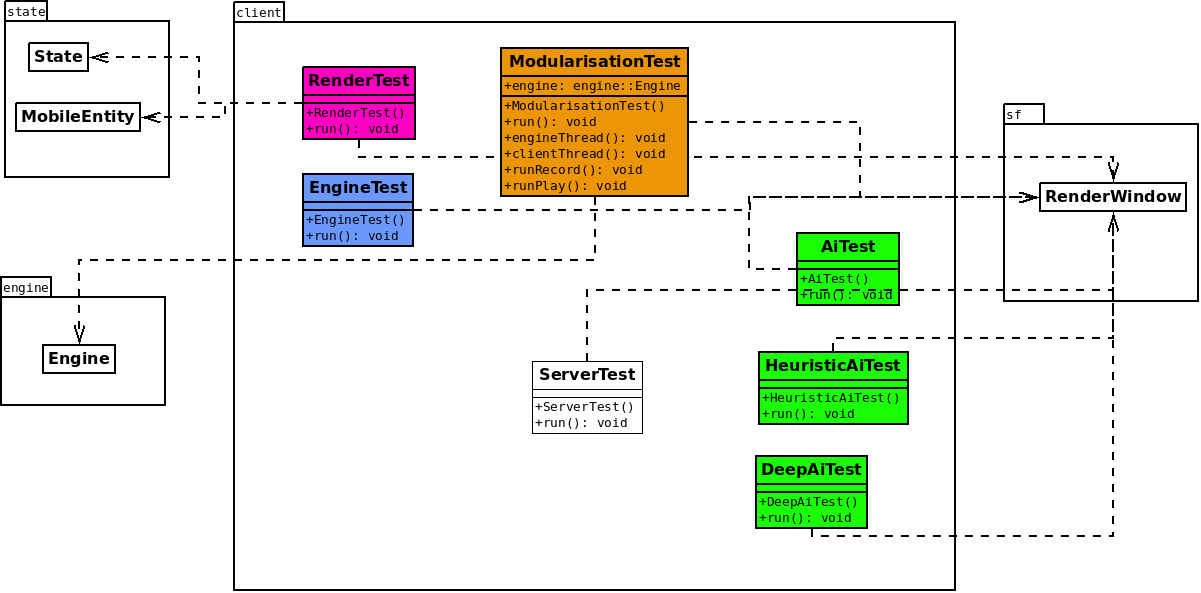 state
State
MobileEntity
client
RenderTest
+RenderTest()
+run(): void
ModularisationTest
+engine: engine::Engine
+ModularisationTest()
+run(): void
+engineThread(): void
+clientThread(): void
+runRecord(): void
+runPlay(): void
EngineTest
+EngineTest()
+run(): void
sf
RenderWindow
AiTest
+AiTest()
+run(): void
engine
Engine
ServerTest
+ServerTest()
+run(): void
HeuristicAiTest
+HeuristicAiTest()
+run(): void
DeepAiTest
+DeepAiTest()
+run(): void